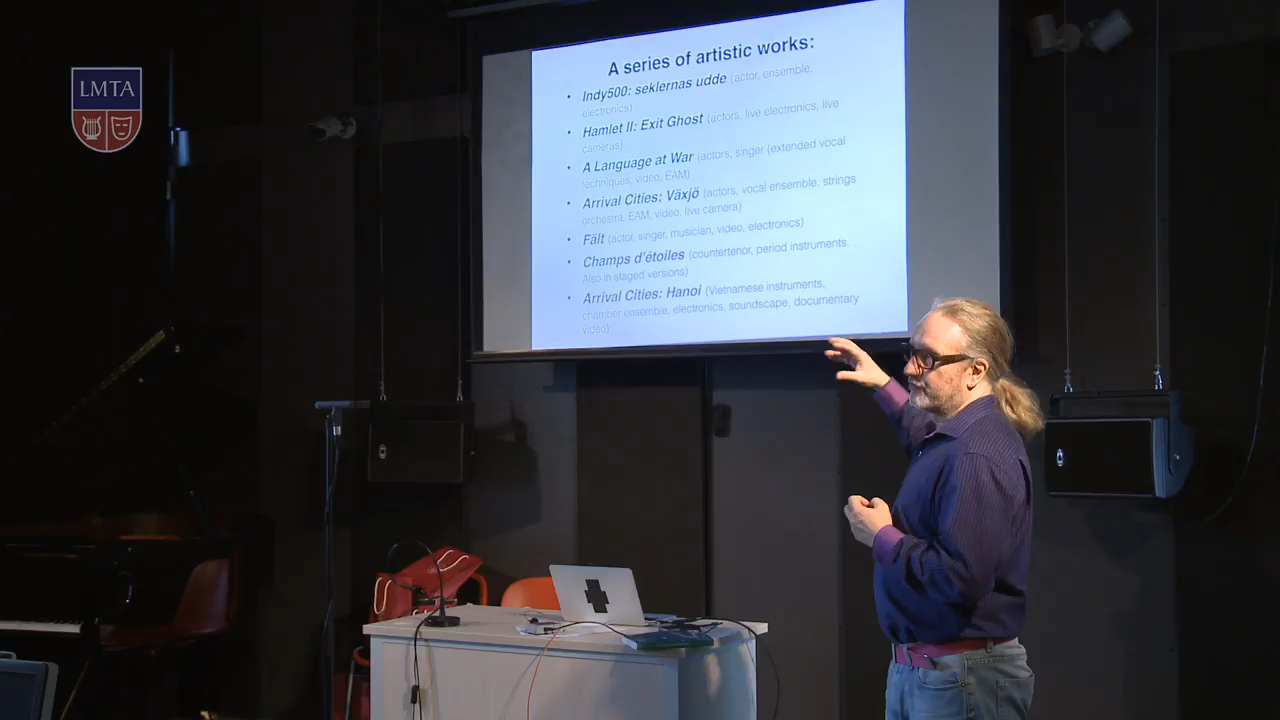 LMTA
A series of artistic works:
• Indy500: seklernas udde (actor, ensemble,
electronics)
• Hamlet II: Exit Ghost (actors, live electronics, live
cameras)
• A Language at War (actors, singer (extended vocal
techniques, video, EAM)
• Arrival Cities: Växjö (actors, vocal ensemble, strings
orchestra, EAM, video, live camera)
• Fält (actor, singer, musician, video, electronics)
• Champs d'étoiles (countertenor, period instruments.
Also in staged versions)
• Arrival Cities: Hanoi (Vietnamese instruments,
chamber ensemble, electronics, soundscape, documentary
video)